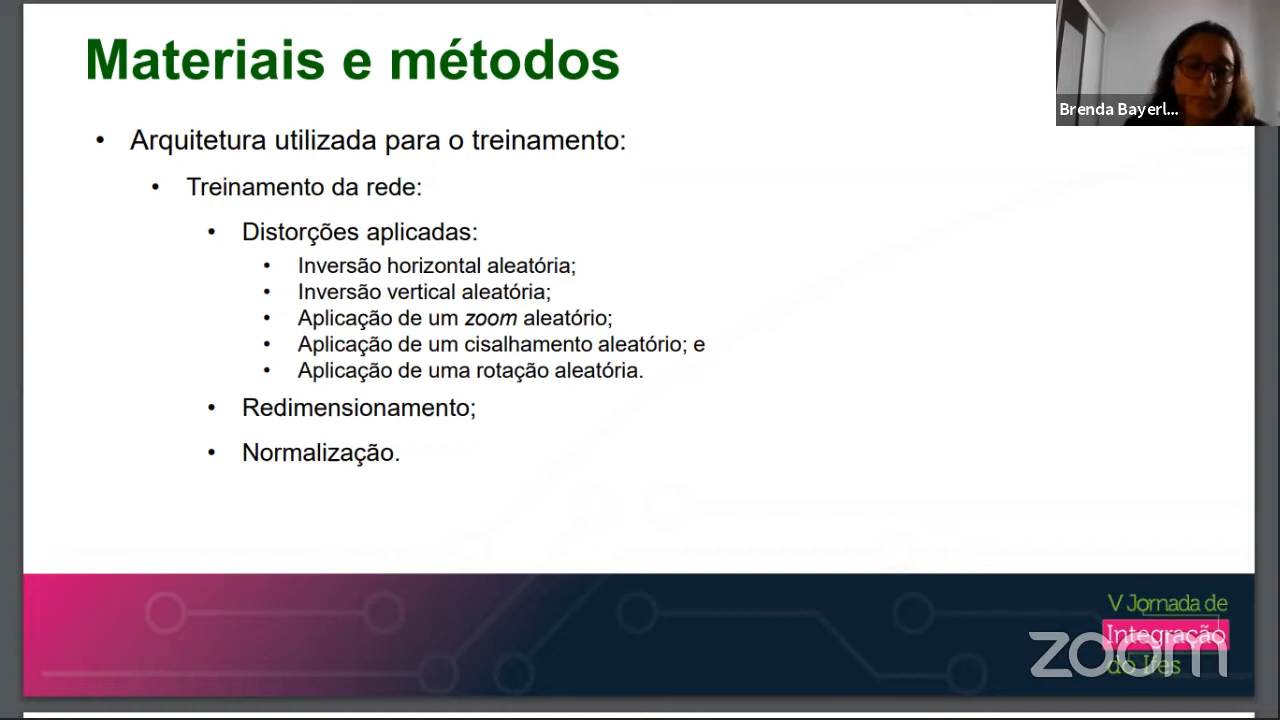 Materiais e métodos
• Arquitetura utilizada para o treinamento:
• Treinamento da rede:
• Distorções aplicadas:
• Inversão horizontal aleatória;
• Inversão vertical aleatória;
• Aplicação de um zoom aleatório;
• Aplicação de um cisalhamento aleatório; e
• Aplicação de uma rotação aleatória.
• Redimensionamento;
• Normalização.
Brenda Bayerl...
V Jornada de
Integração
do Ifes
zoom